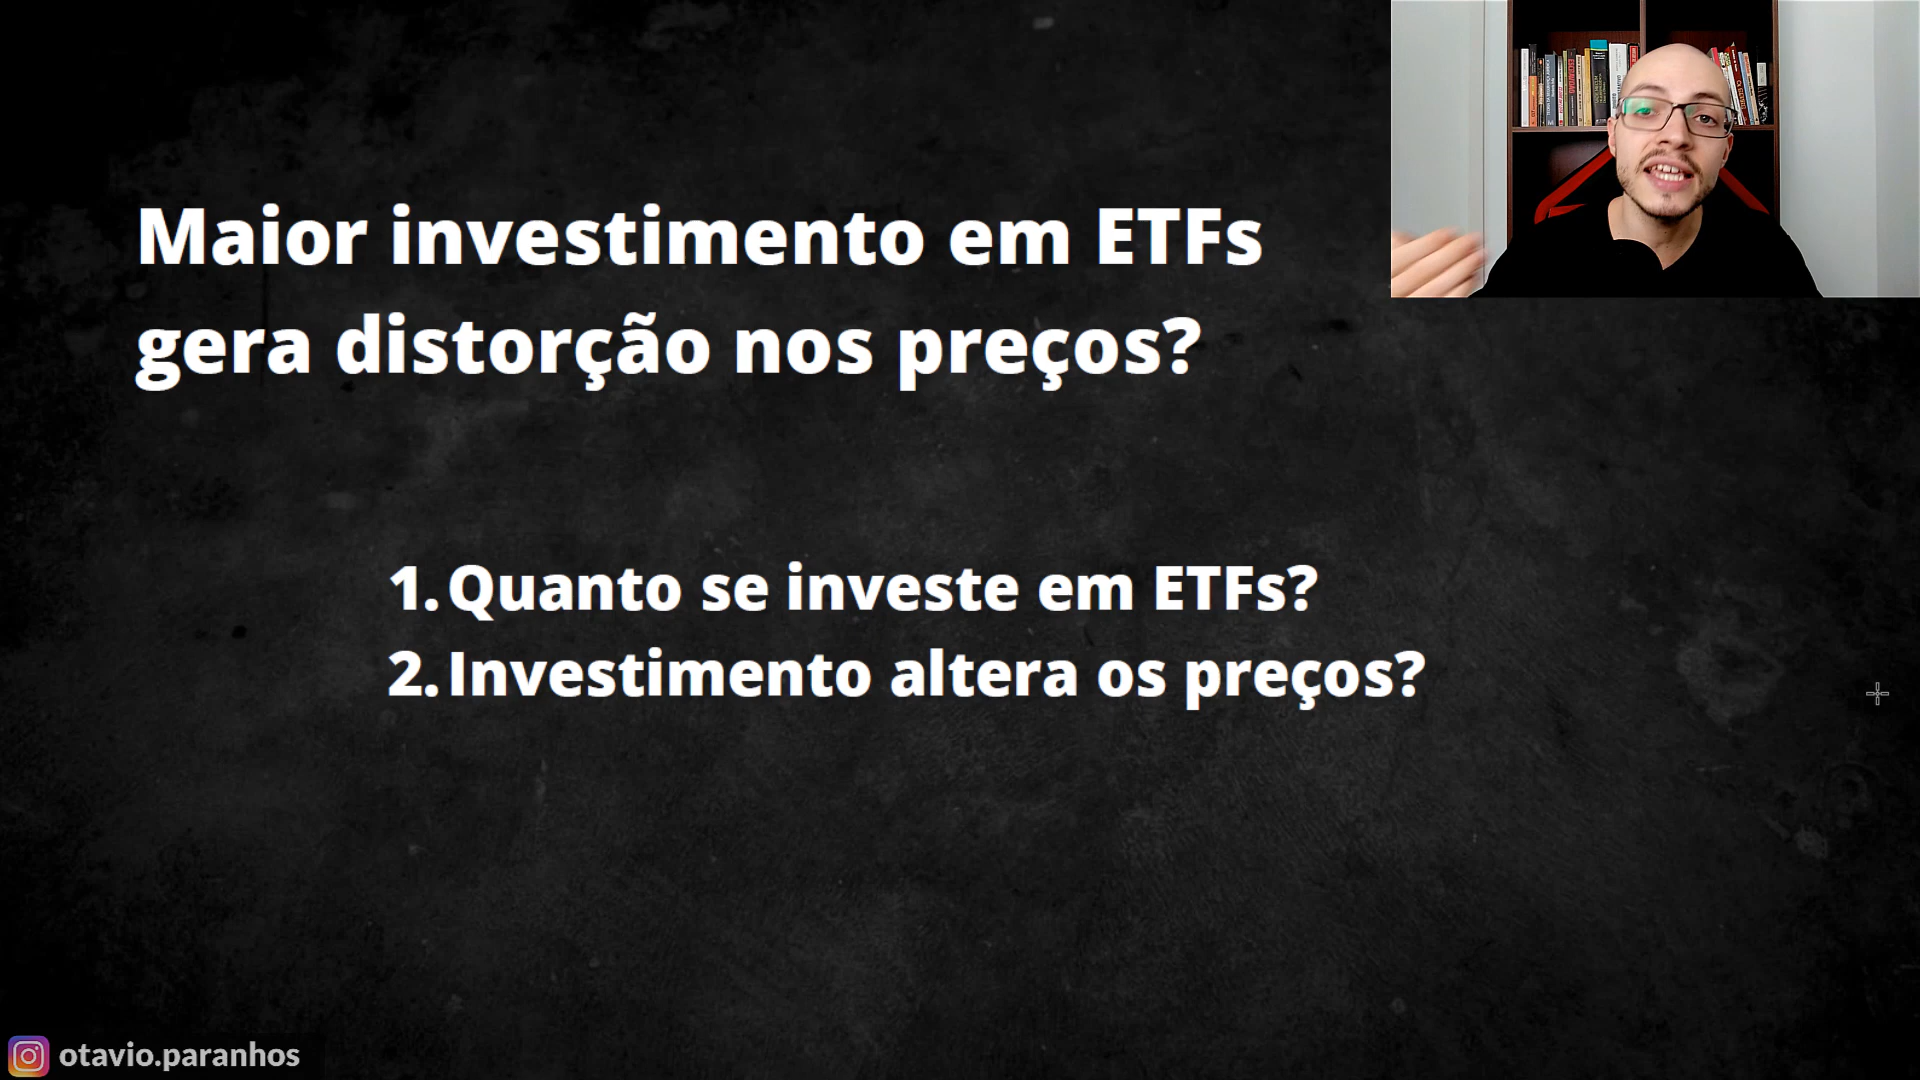 Maior investimento em ETFs
gera distorção nos preços?
1. Quanto se investe em ETFs?
2. Investimento altera os preços?
otavio.paranhos